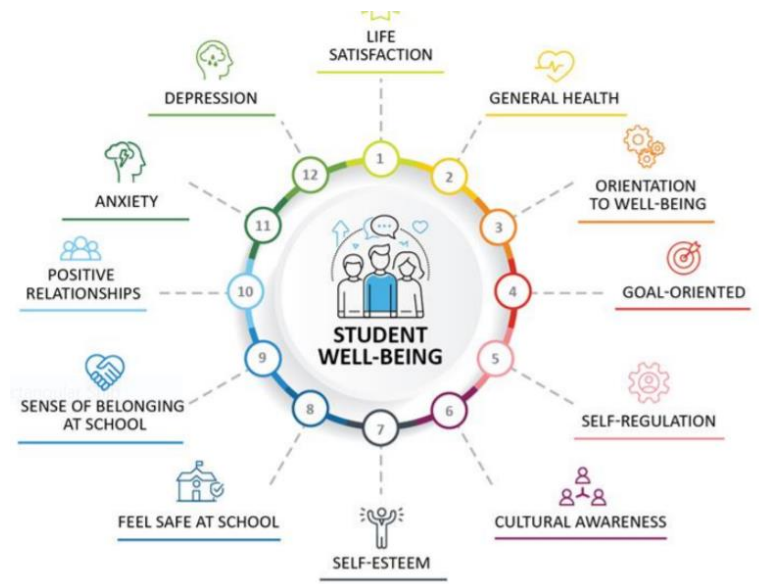 LIFE
SATISFACTION
DEPRESSION
GENERAL HEALTH
12
1
2
ANXIETY
ORIENTATION
TO WELL-BEING
11
3
POSITIVE
RELATIONSHIPS
10
4
GOAL-ORIENTED
STUDENT
WELL-BEING
9
5
SENSE OF BELONGING
AT SCHOOL
SELF-REGULATION
8
7
6
FEEL SAFE AT SCHOOL
CULTURAL AWARENESS
SELF-ESTEEM